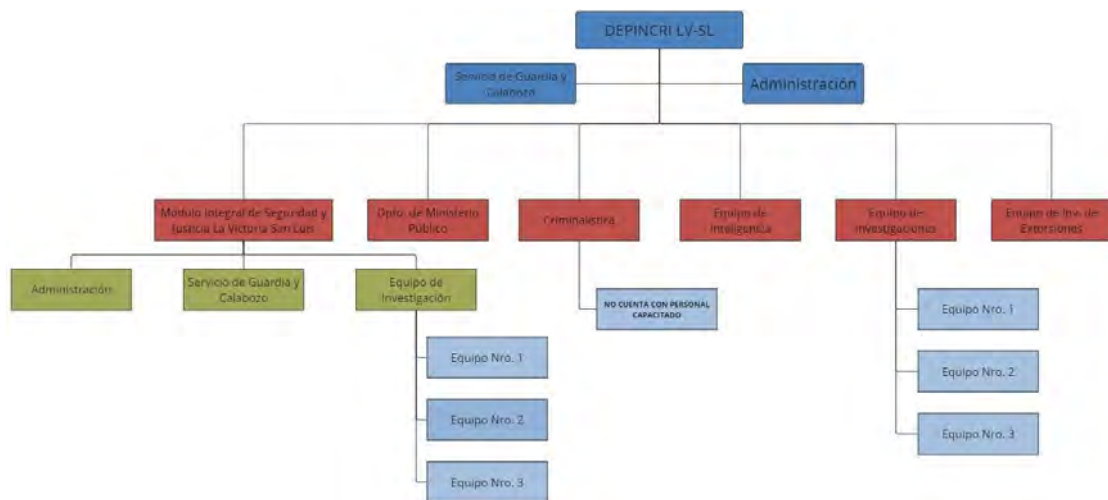 DEPINCRI LV-SL
Servicio de Guardia y
Calabozo
Administración
Módulo Integral de Seguridad y
Justicia La Victoria San Luis
Dpto. de Ministerio
Público
Criminalística
Equipo de
Inteligencia
Equipo de
Investigaciones
Equipo de Inv. de
Extorsiones
Administración
Servicio de Guardia y
Calabozo
Equipo de
Investigación
NO CUENTA CON PERSONAL
CAPACITADO
Equipo Nro. 1
Equipo Nro. 2
Equipo Nro. 3
Equipo Nro. 1
Equipo Nro. 2
Equipo Nro. 3